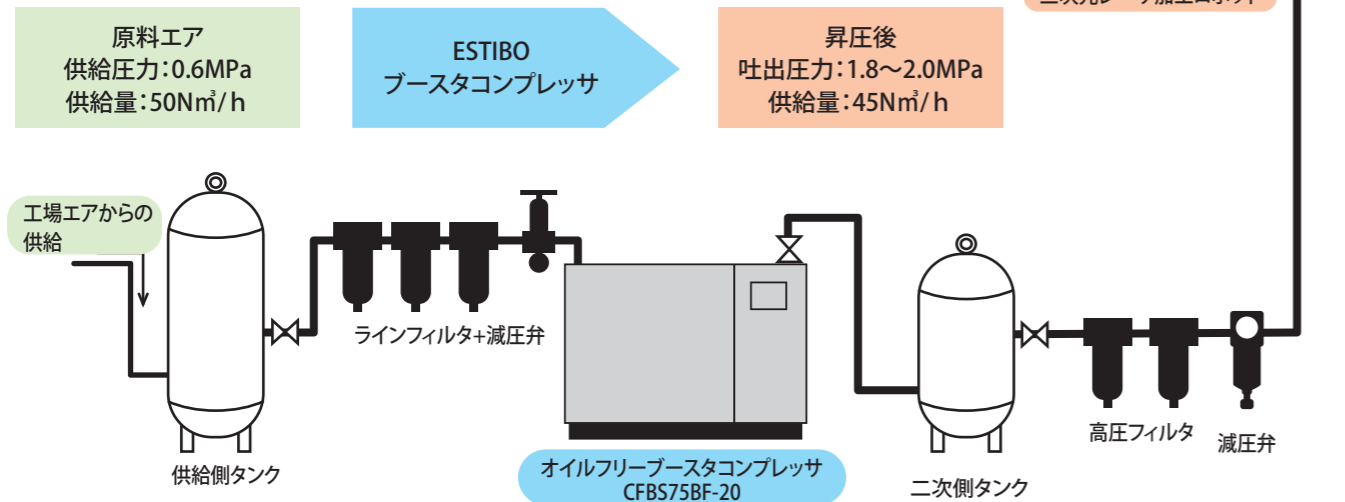 原料エア
供給圧力：0.6MPa
供給量：50N㎥/h
ESTIBO
ブースタコンプレッサ
昇圧後
吐出圧力：1.8～2.0MPa
供給量：45N㎥/h
工場エアからの
供給
ラインフィルタ+減圧弁
供給側タンク
オイルフリーブースタコンプレッサ
CFBS75BF-20
二次側タンク
高圧フィルタ
減圧弁